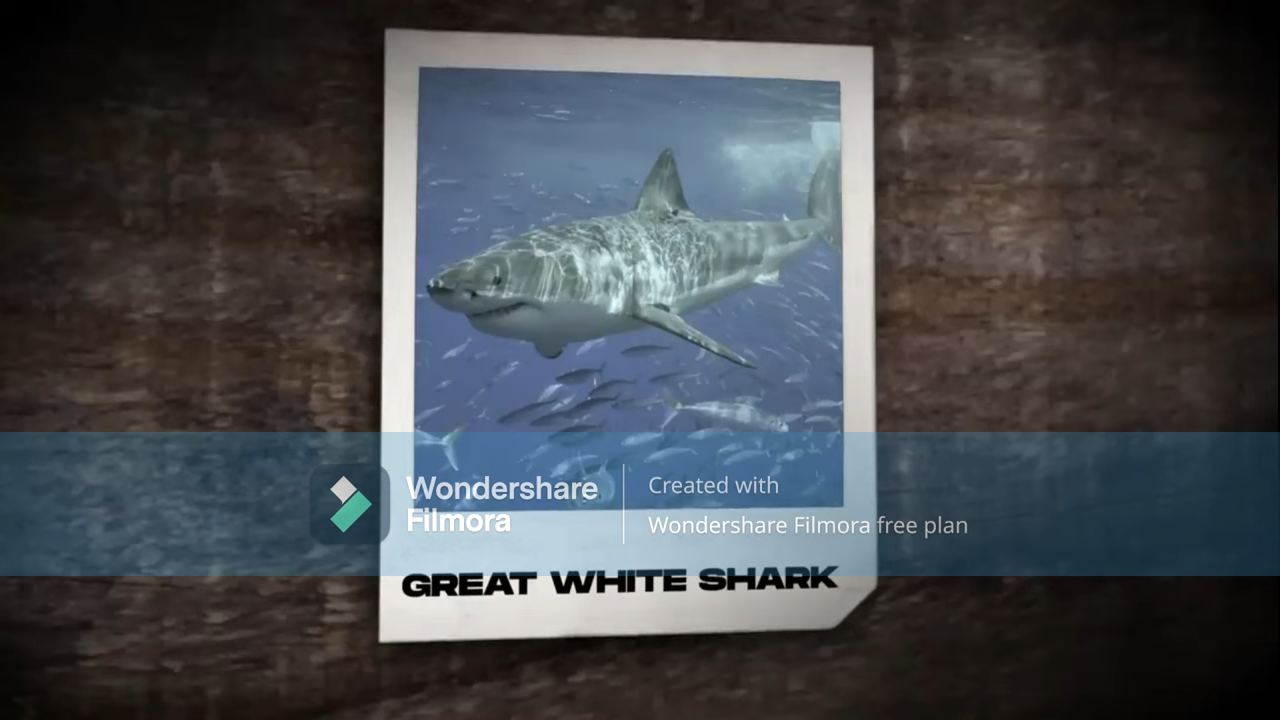 Wondershare
Filmora
Created with
Wondershare Filmora free plan
GREAT WHITE SHARK